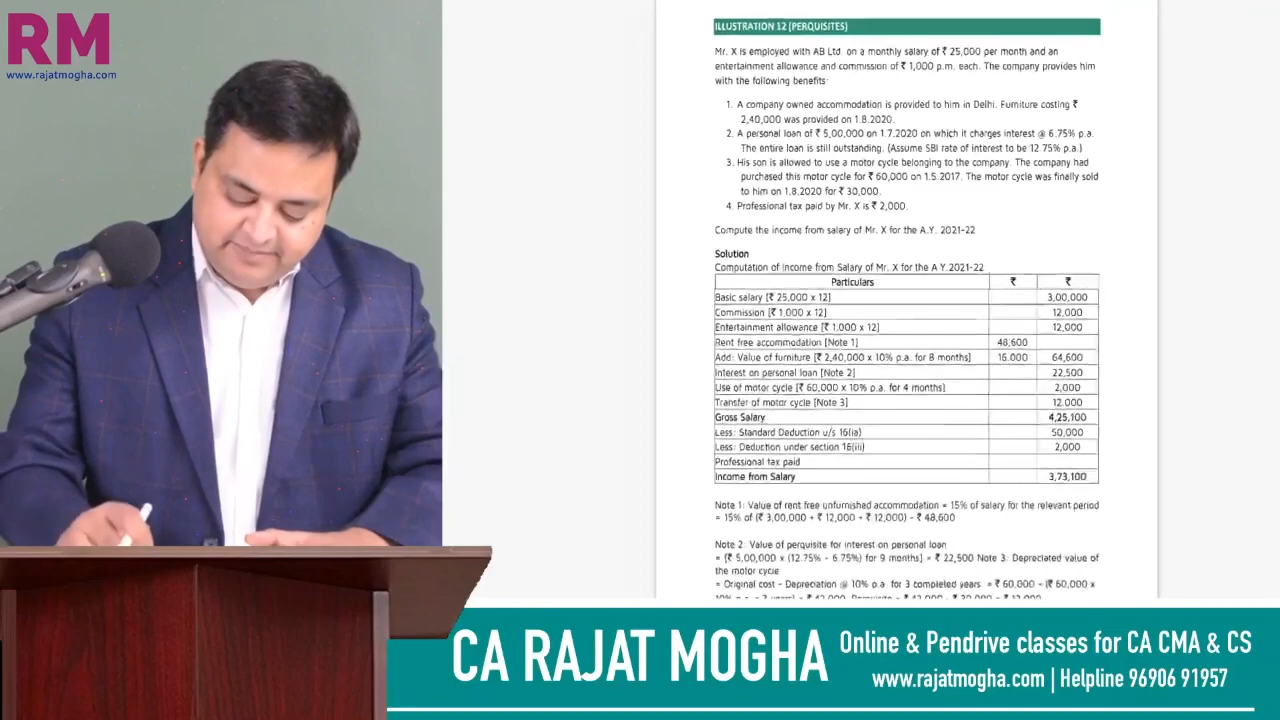 RM
www.rajatmogha.com
ILLUSTRATION 12 (PERQUISITES)
Mr. X is employed with AB Ltd. on a monthly salary of ₹ 25,000 per month and an
entertainment allowance and commission of ₹ 1,000 p.m. each. The company provides him
with the following benefits:
1. A company owned accommodation is provided to him in Delhi. Furniture costing ₹
2,40,000 was provided on 1.8.2020.
2. A personal loan of ₹ 5,00,000 on 1.7.2020 on which it charges interest @ 6.75% p.a.
The entire loan is still outstanding. (Assume SBI rate of interest to be 12.75% p.a.)
3. His son is allowed to use a motor cycle belonging to the company. The company had
purchased this motor cycle for ₹ 60,000 on 1.5.2017. The motor cycle was finally sold
to him on 1.8.2020 for ₹ 30,000.
4. Professional tax paid by Mr. X is ₹ 2,000.
Compute the income from salary of Mr. X for the A.Y. 2021-22
Solution
Computation of Income from Salary of Mr. X for the A.Y.2021-22
Particulars ₹ ₹
Basic salary [₹ 25,000 x 12] 3,00,000
Commission [₹ 1,000 x 12] 12,000
Entertainment allowance [₹ 1,000 x 12] 12,000
Rent free accommodation [Note 1] 48,600
Add: Value of furniture [₹ 2,40,000 x 10% p.a. for 8 months] 16,000 64,600
Interest on personal loan [Note 2] 22,500
Use of motor cycle [₹ 60,000 x 10% p.a. for 4 months] 2,000
Transfer of motor cycle [Note 3] 12,000
Gross Salary 4,25,100
Less: Standard Deduction u/s 16(ia) 50,000
Less: Deduction under section 16(iii) 2,000
Professional tax paid
Income from Salary 3,73,100
Note 1: Value of rent free unfurnished accommodation = 15% of salary for the relevant period
= 15% of (₹ 3,00,000 + ₹ 12,000 + ₹ 12,000) = ₹ 48,600
Note 2: Value of perquisite for interest on personal loan
= [₹ 5,00,000 x (12.75% - 6.75%) for 9 months] = ₹ 22,500 Note 3: Depreciated value of
the motor cycle
= Original cost – Depreciation @ 10% p.a. for 3 completed years = ₹ 60,000 – (₹ 60,000 x
CA RAJAT MOGHA
Online & Pendrive classes for CA CMA & CS
www.rajatmogha.com | Helpline 96906 91957